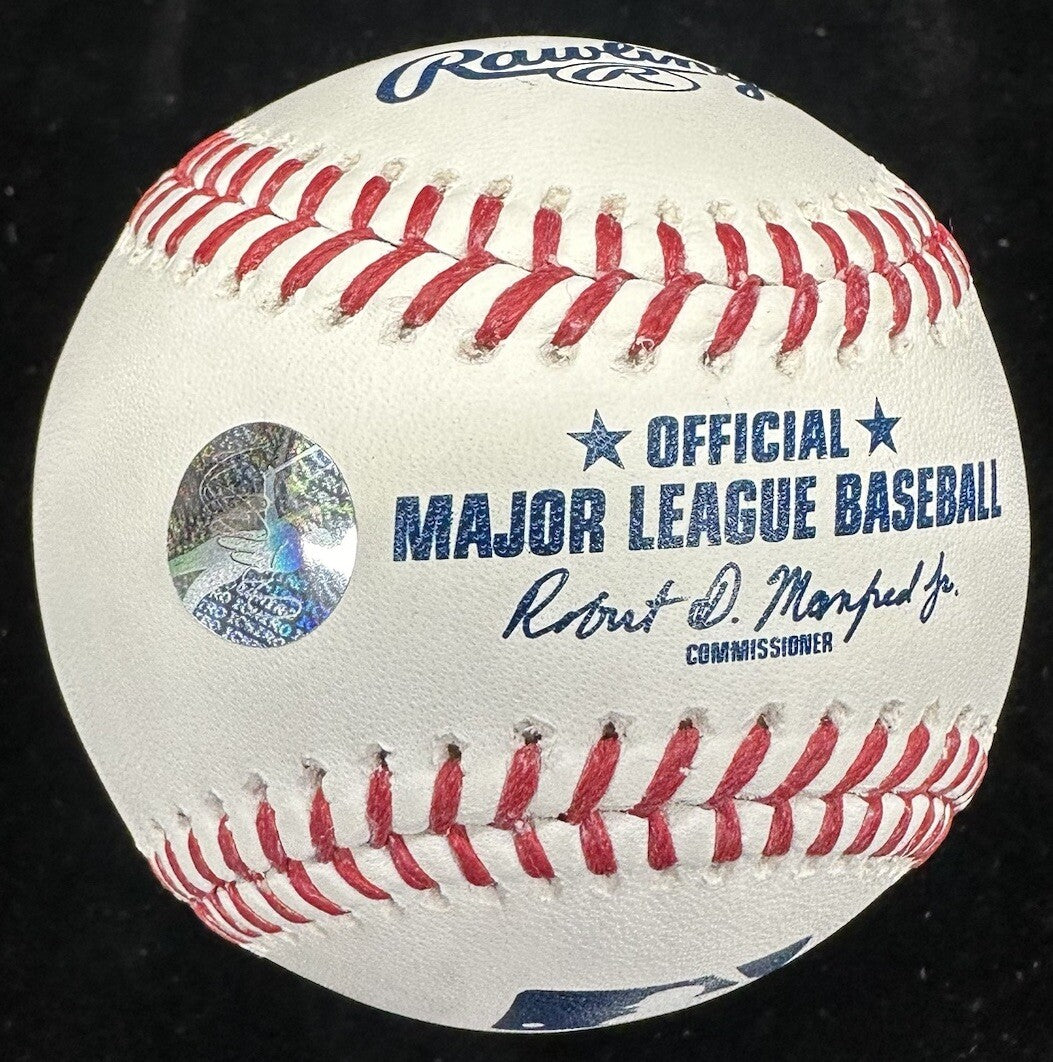 Rawlings
R
OFFICIAL
MAJOR LEAGUE BASEBALL
Robert D. Manfred Jr.
COMMISSIONER